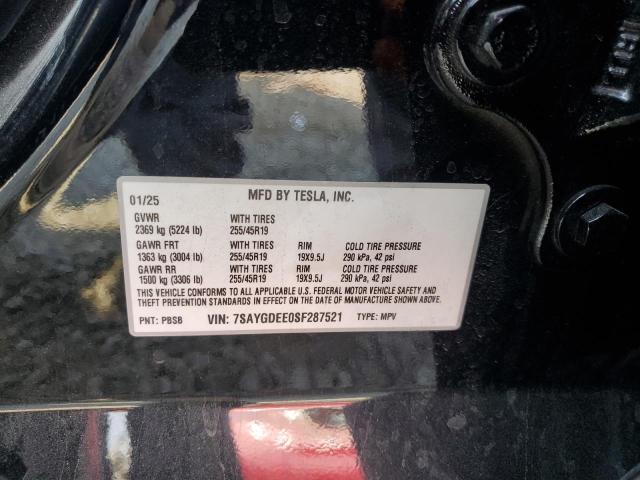 01/25 MFD BY TESLA, INC.
GVWR WITH TIRES
2369 kg (5224 lb) 255/45R19
GAWR FRT WITH TIRES RIM COLD TIRE PRESSURE
1363 kg (3004 lb) 255/45R19 19X9.5J 290 kPa, 42 psi
GAWR RR WITH TIRES RIM COLD TIRE PRESSURE
1500 kg (3306 lb) 255/45R19 19X9.5J 290 kPa, 42 psi
THIS VEHICLE CONFORMS TO ALL APPLICABLE U.S. FEDERAL MOTOR VEHICLE SAFETY AND
THEFT PREVENTION STANDARDS IN EFFECT ON THE DATE OF MANUFACTURE SHOWN ABOVE.
PNT: PBSB VIN: 7SAYGDEE0SF287521 TYPE: MPV